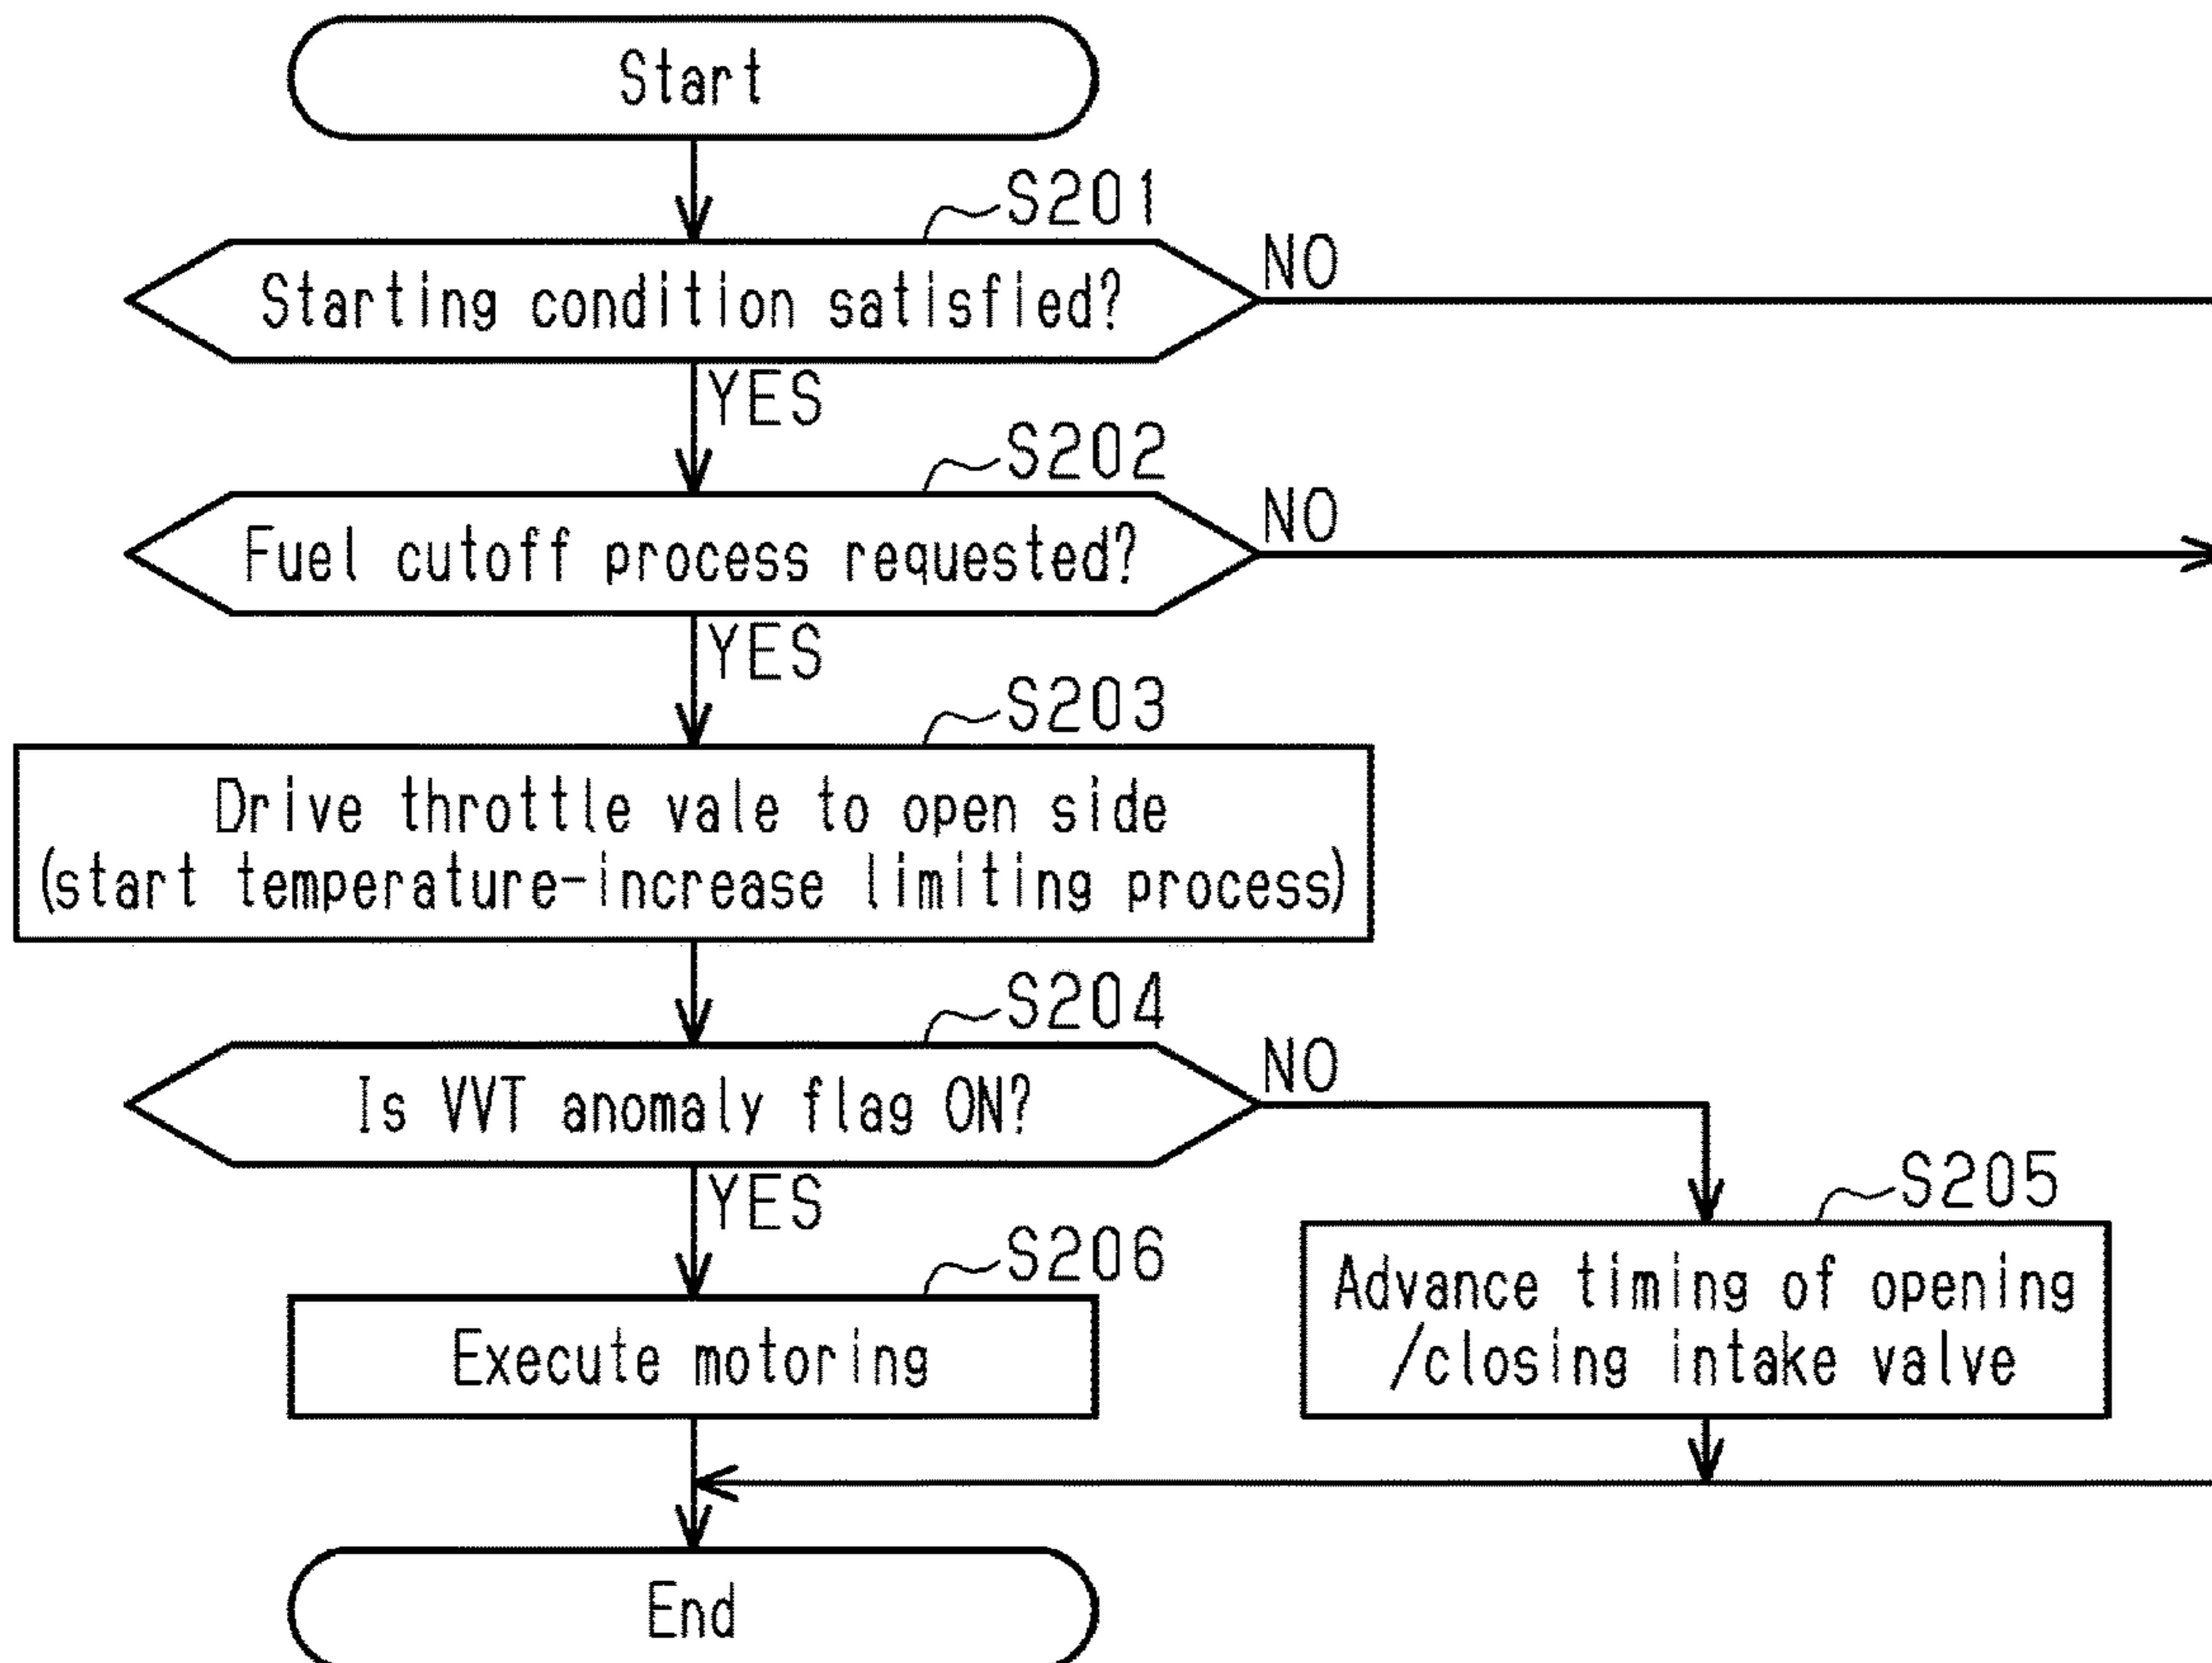 Start
S201
Starting condition satisfied?
NO
YES
S202
Fuel cutoff process requested?
NO
YES
S203
Drive throttle vale to open side
(start temperature-increase limiting process)
S204
Is VVT anomaly flag ON?
NO
YES
S205
Advance timing of opening
/closing intake valve
S206
Execute motoring
End